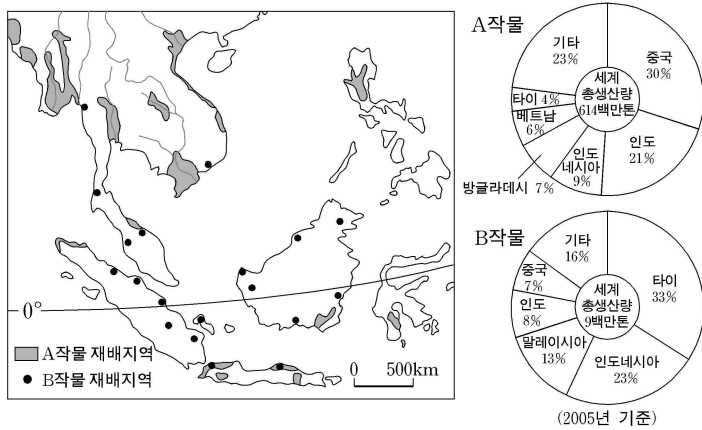 0°
A작물 재배지역
B작물 재배지역
0 500km
A작물
기타
23%
중국
30%
세계
총생산량
614백만톤
타이 4%
베트남
6%
방글라데시 7%
인도
네시아
9%
인도
21%
B작물
기타
16%
타이
33%
중국
7%
세계
총생산량
9백만톤
인도
8%
말레이시아
13%
인도네시아
23%
(2005년 기준)